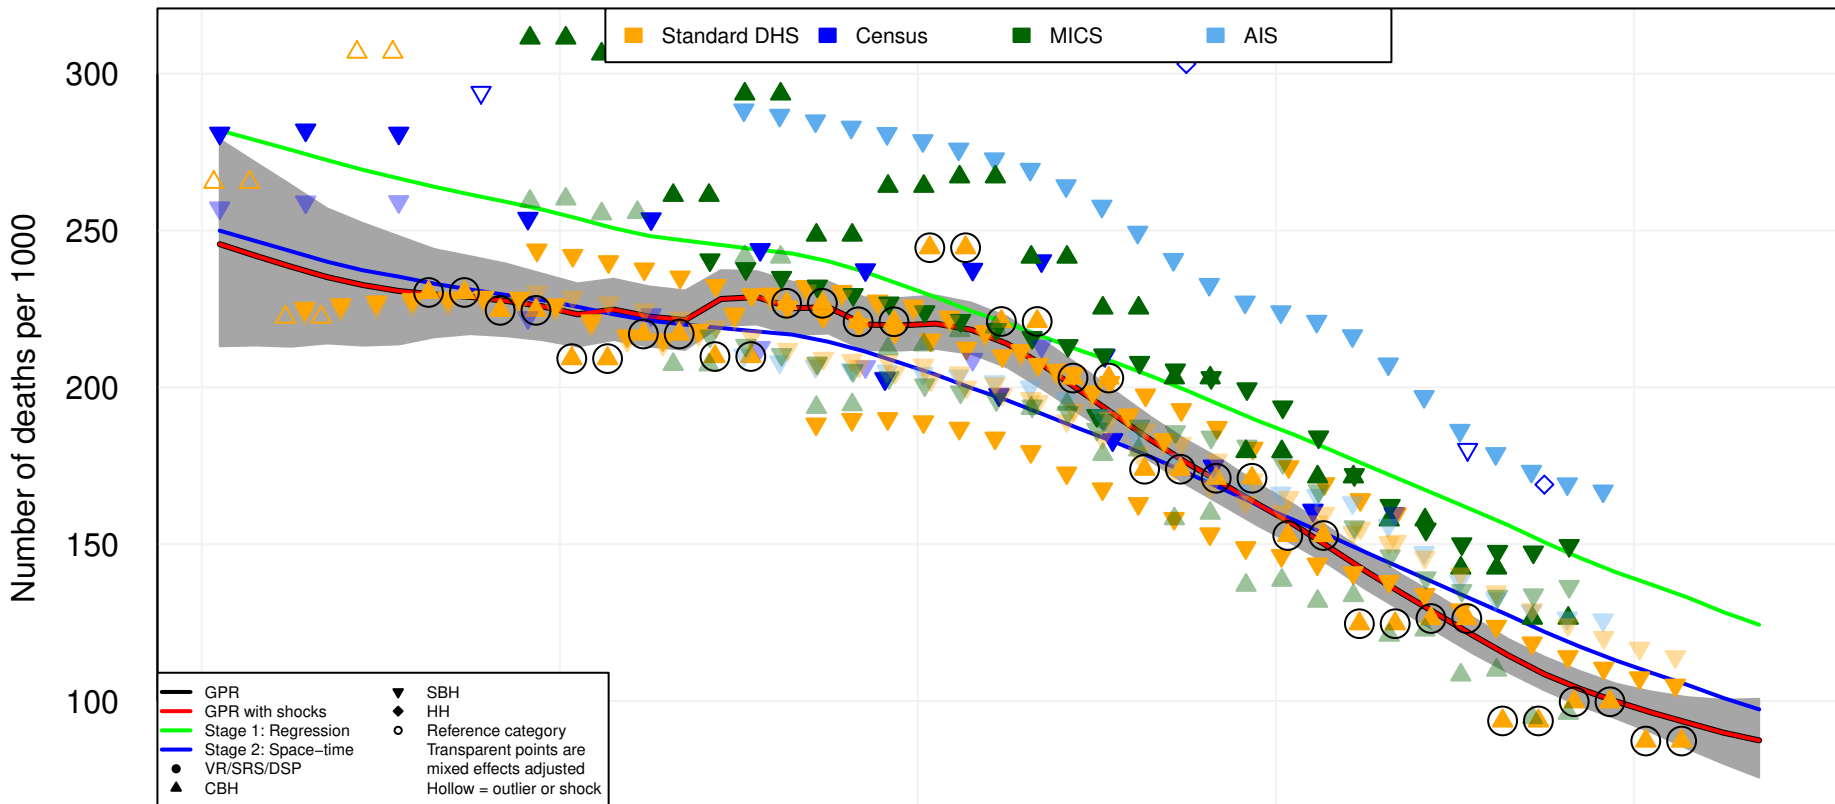 Standard DHS Census MICS AIS
Number of deaths per 1000
300
250
200
150
100
GPR
GPR with shocks
Stage 1: Regression
Stage 2: Space−time
VR/SRS/DSP
CBH
SBH
HH
Reference category
Transparent points are
mixed effects adjusted
Hollow = outlier or shock